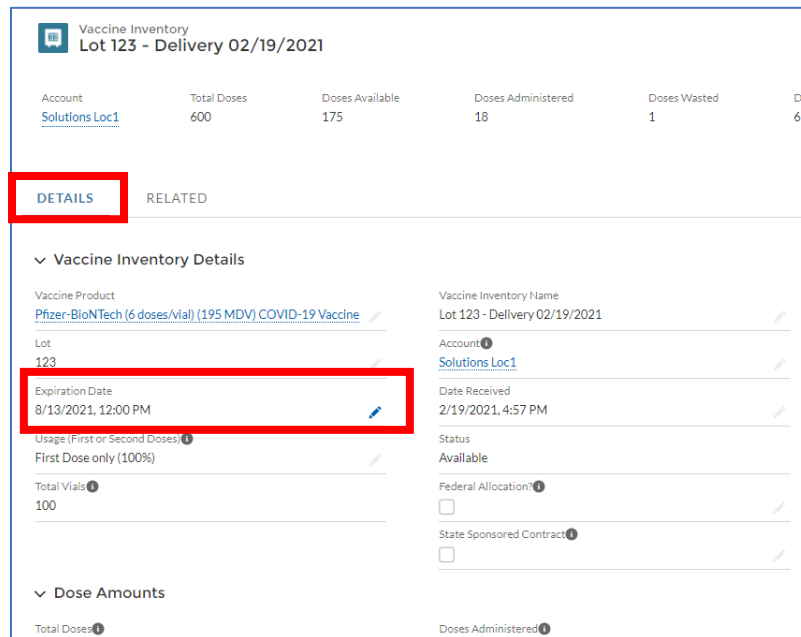 Vaccine Inventory
Lot 123 - Delivery 02/19/2021
Account Total Doses Doses Available Doses Administered Doses Wasted D
Solutions Loc1 600 175 18 1 6
DETAILS RELATED
Vaccine Inventory Details
Vaccine Product Vaccine Inventory Name
Pfizer-BioNTech (6 doses/vial) (195 MDV) COVID-19 Vaccine Lot 123 - Delivery 02/19/2021
Lot Account
123 Solutions Loc1
Expiration Date Date Received
8/13/2021, 12:00 PM 2/19/2021, 4:57 PM
Usage (First or Second Doses) Status
First Dose only (100%) Available
Total Vials Federal Allocation?
100
State Sponsored Contract
Dose Amounts
Total Doses Doses Administered